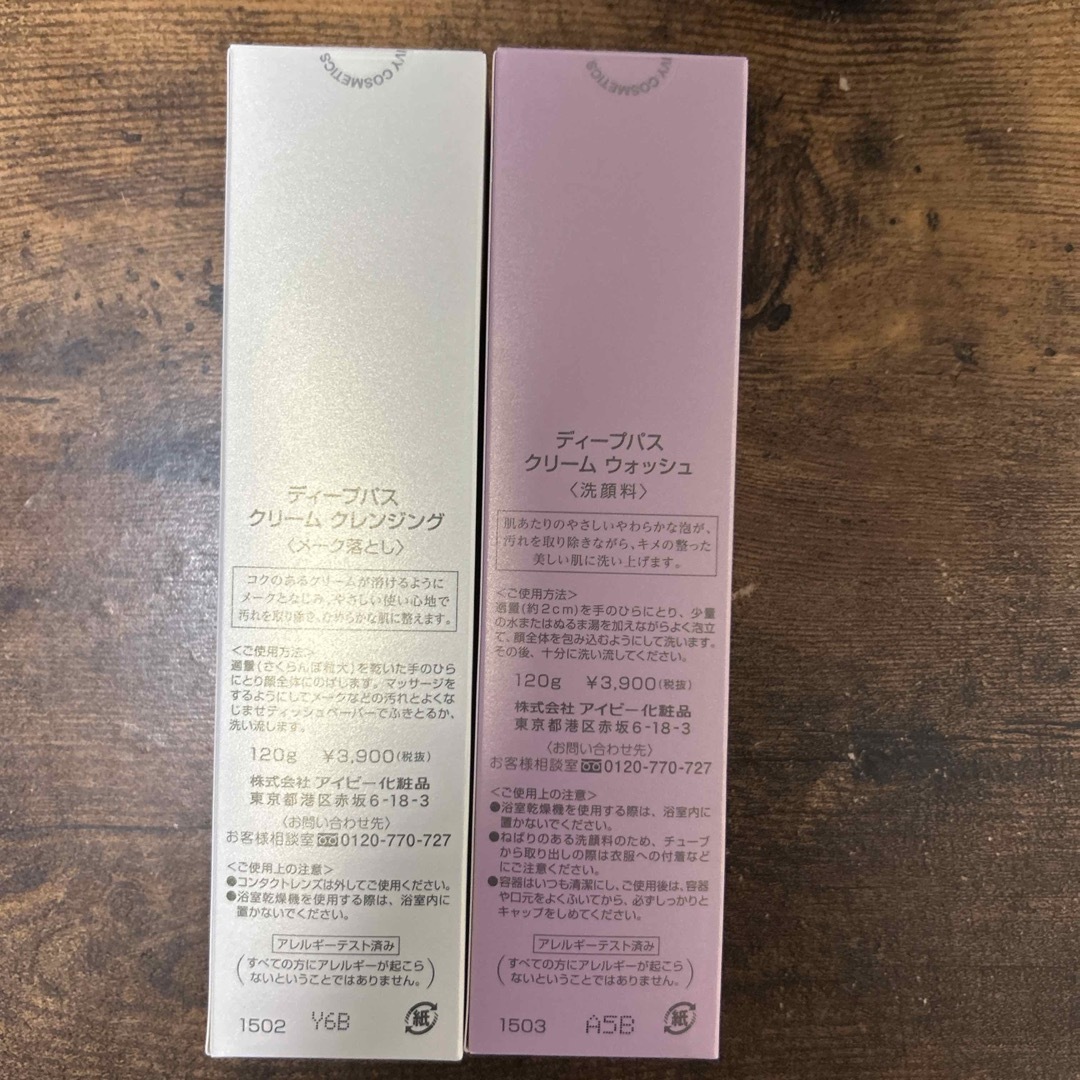 IVY COSMETICS
ディープパス
クリーム クレンジング
〈メーク落とし〉
コクのあるクリームが溶けるように
メークとなじみ、やさしい使い心地で
汚れを取り除き、なめらかな肌に整えます。
＜ご使用方法＞
適量(さくらんぼ粒大)を乾いた手のひら
にとり顔全体にのばします。マッサージを
するようにしてメークなどの汚れとよくな
じませティッシュペーパーでふきとるか、
洗い流します。
120g ￥3,900(税抜)
株式会社 アイビー化粧品
東京都港区赤坂6-18-3
〈お問い合わせ先〉
お客様相談室 0120-770-727
＜ご使用上の注意＞
●コンタクトレンズは外してご使用ください。
●浴室乾燥機を使用する際は、浴室内に
置かないでください。
アレルギーテスト済み
(すべての方にアレルギーが起こら
ないということではありません。)
1502 Y6B 紙
IVY COSMETICS
ディープパス
クリーム ウォッシュ
〈洗顔料〉
肌あたりのやさしいやわらかな泡が、
汚れを取り除きながら、キメの整った
美しい肌に洗い上げます。
＜ご使用方法＞
適量(約2cm)を手のひらにとり、少量
の水またはぬるま湯を加えながらよく泡立
て、顔全体を包み込むようにして洗います。
その後、十分に洗い流してください。
120g ￥3,900(税抜)
株式会社 アイビー化粧品
東京都港区赤坂6-18-3
〈お問い合わせ先〉
お客様相談室 0120-770-727
＜ご使用上の注意＞
●浴室乾燥機を使用する際は、浴室内に
置かないでください。
●ねばりのある洗顔料のため、チューブ
から取り出しの際は衣服への付着など
にご注意ください。
●容器はいつも清潔にし、ご使用後は、容器
や口元をよくふいてから、必ずしっかりと
キャップをしめてください。
アレルギーテスト済み
(すべての方にアレルギーが起こら
ないということではありません。)
1503 A5B 紙